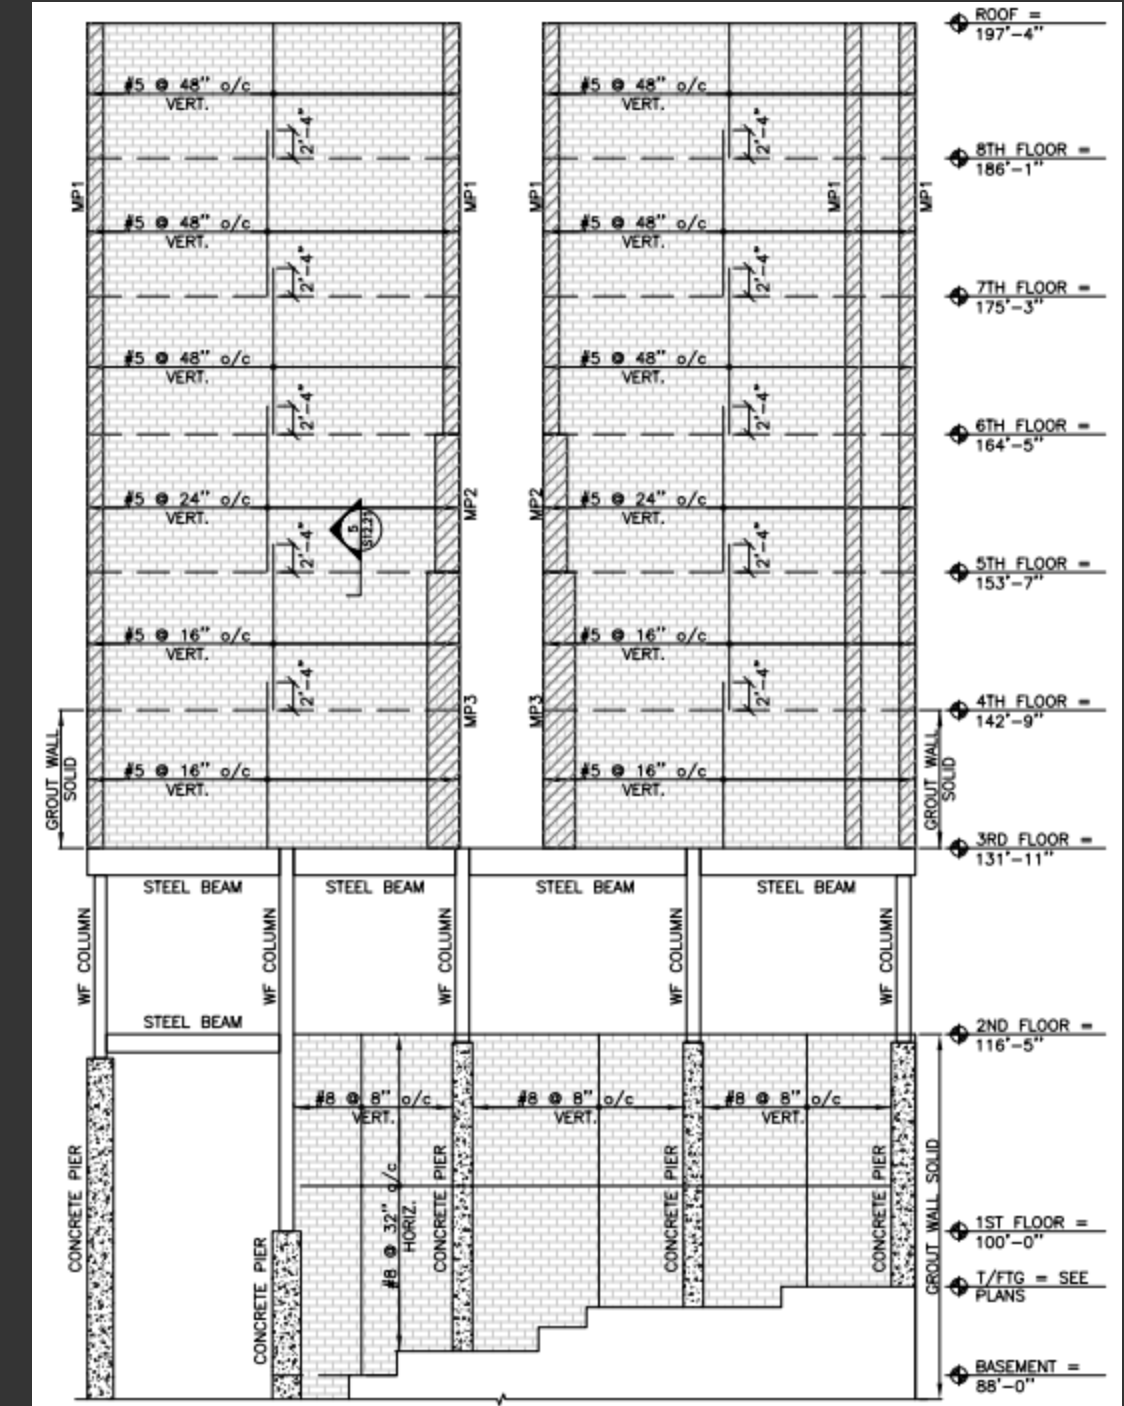 ROOF =
197'-4"
#5 @ 48" o/c
VERT.
#5 @ 48" o/c
VERT.
2'-4"
2'-4"
8TH FLOOR =
186'-1"
MP1
MP1
MP1
MP1
MP1
#5 @ 48" o/c
VERT.
#5 @ 48" o/c
VERT.
2'-4"
2'-4"
7TH FLOOR =
175'-3"
#5 @ 48" o/c
VERT.
#5 @ 48" o/c
VERT.
2'-4"
2'-4"
6TH FLOOR =
164'-5"
#5 @ 24" o/c
VERT.
MP2
MP2
#5 @ 24" o/c
VERT.
5
2'-4"
2'-4"
5TH FLOOR =
153'-7"
#5 @ 16" o/c
VERT.
#5 @ 16" o/c
VERT.
2'-4"
2'-4"
MP3
MP3
4TH FLOOR =
142'-9"
GROUT WALL
SOLID
#5 @ 16" o/c
VERT.
#5 @ 16" o/c
VERT.
GROUT WALL
SOLID
3RD FLOOR =
131'-11"
STEEL BEAM
STEEL BEAM
STEEL BEAM
STEEL BEAM
WF COLUMN
WF COLUMN
WF COLUMN
WF COLUMN
WF COLUMN
STEEL BEAM
2ND FLOOR =
116'-5"
#8 @ 8" o/c
VERT.
#8 @ 8" o/c
VERT.
#8 @ 8" o/c
VERT.
CONCRETE PIER
CONCRETE PIER
#8 @ 32" o/c
HORIZ.
CONCRETE PIER
CONCRETE PIER
CONCRETE PIER
GROUT WALL SOLID
1ST FLOOR =
100'-0"
T/FTG = SEE
PLANS
BASEMENT =
88'-0"